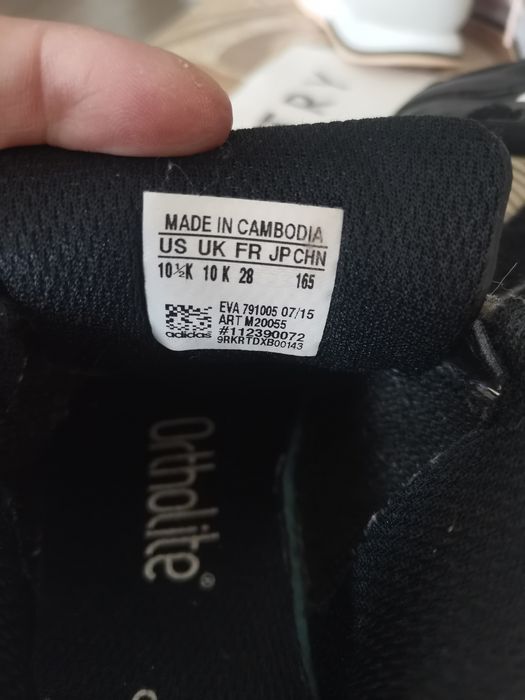 TRY
MADE IN CAMBODIA
US UK FR JP CHN
10½K 10 K 28 165
EVA 791005 07/15
ART M20055
#112390072
adidas 9RKRTDXB00143
Ortholite®